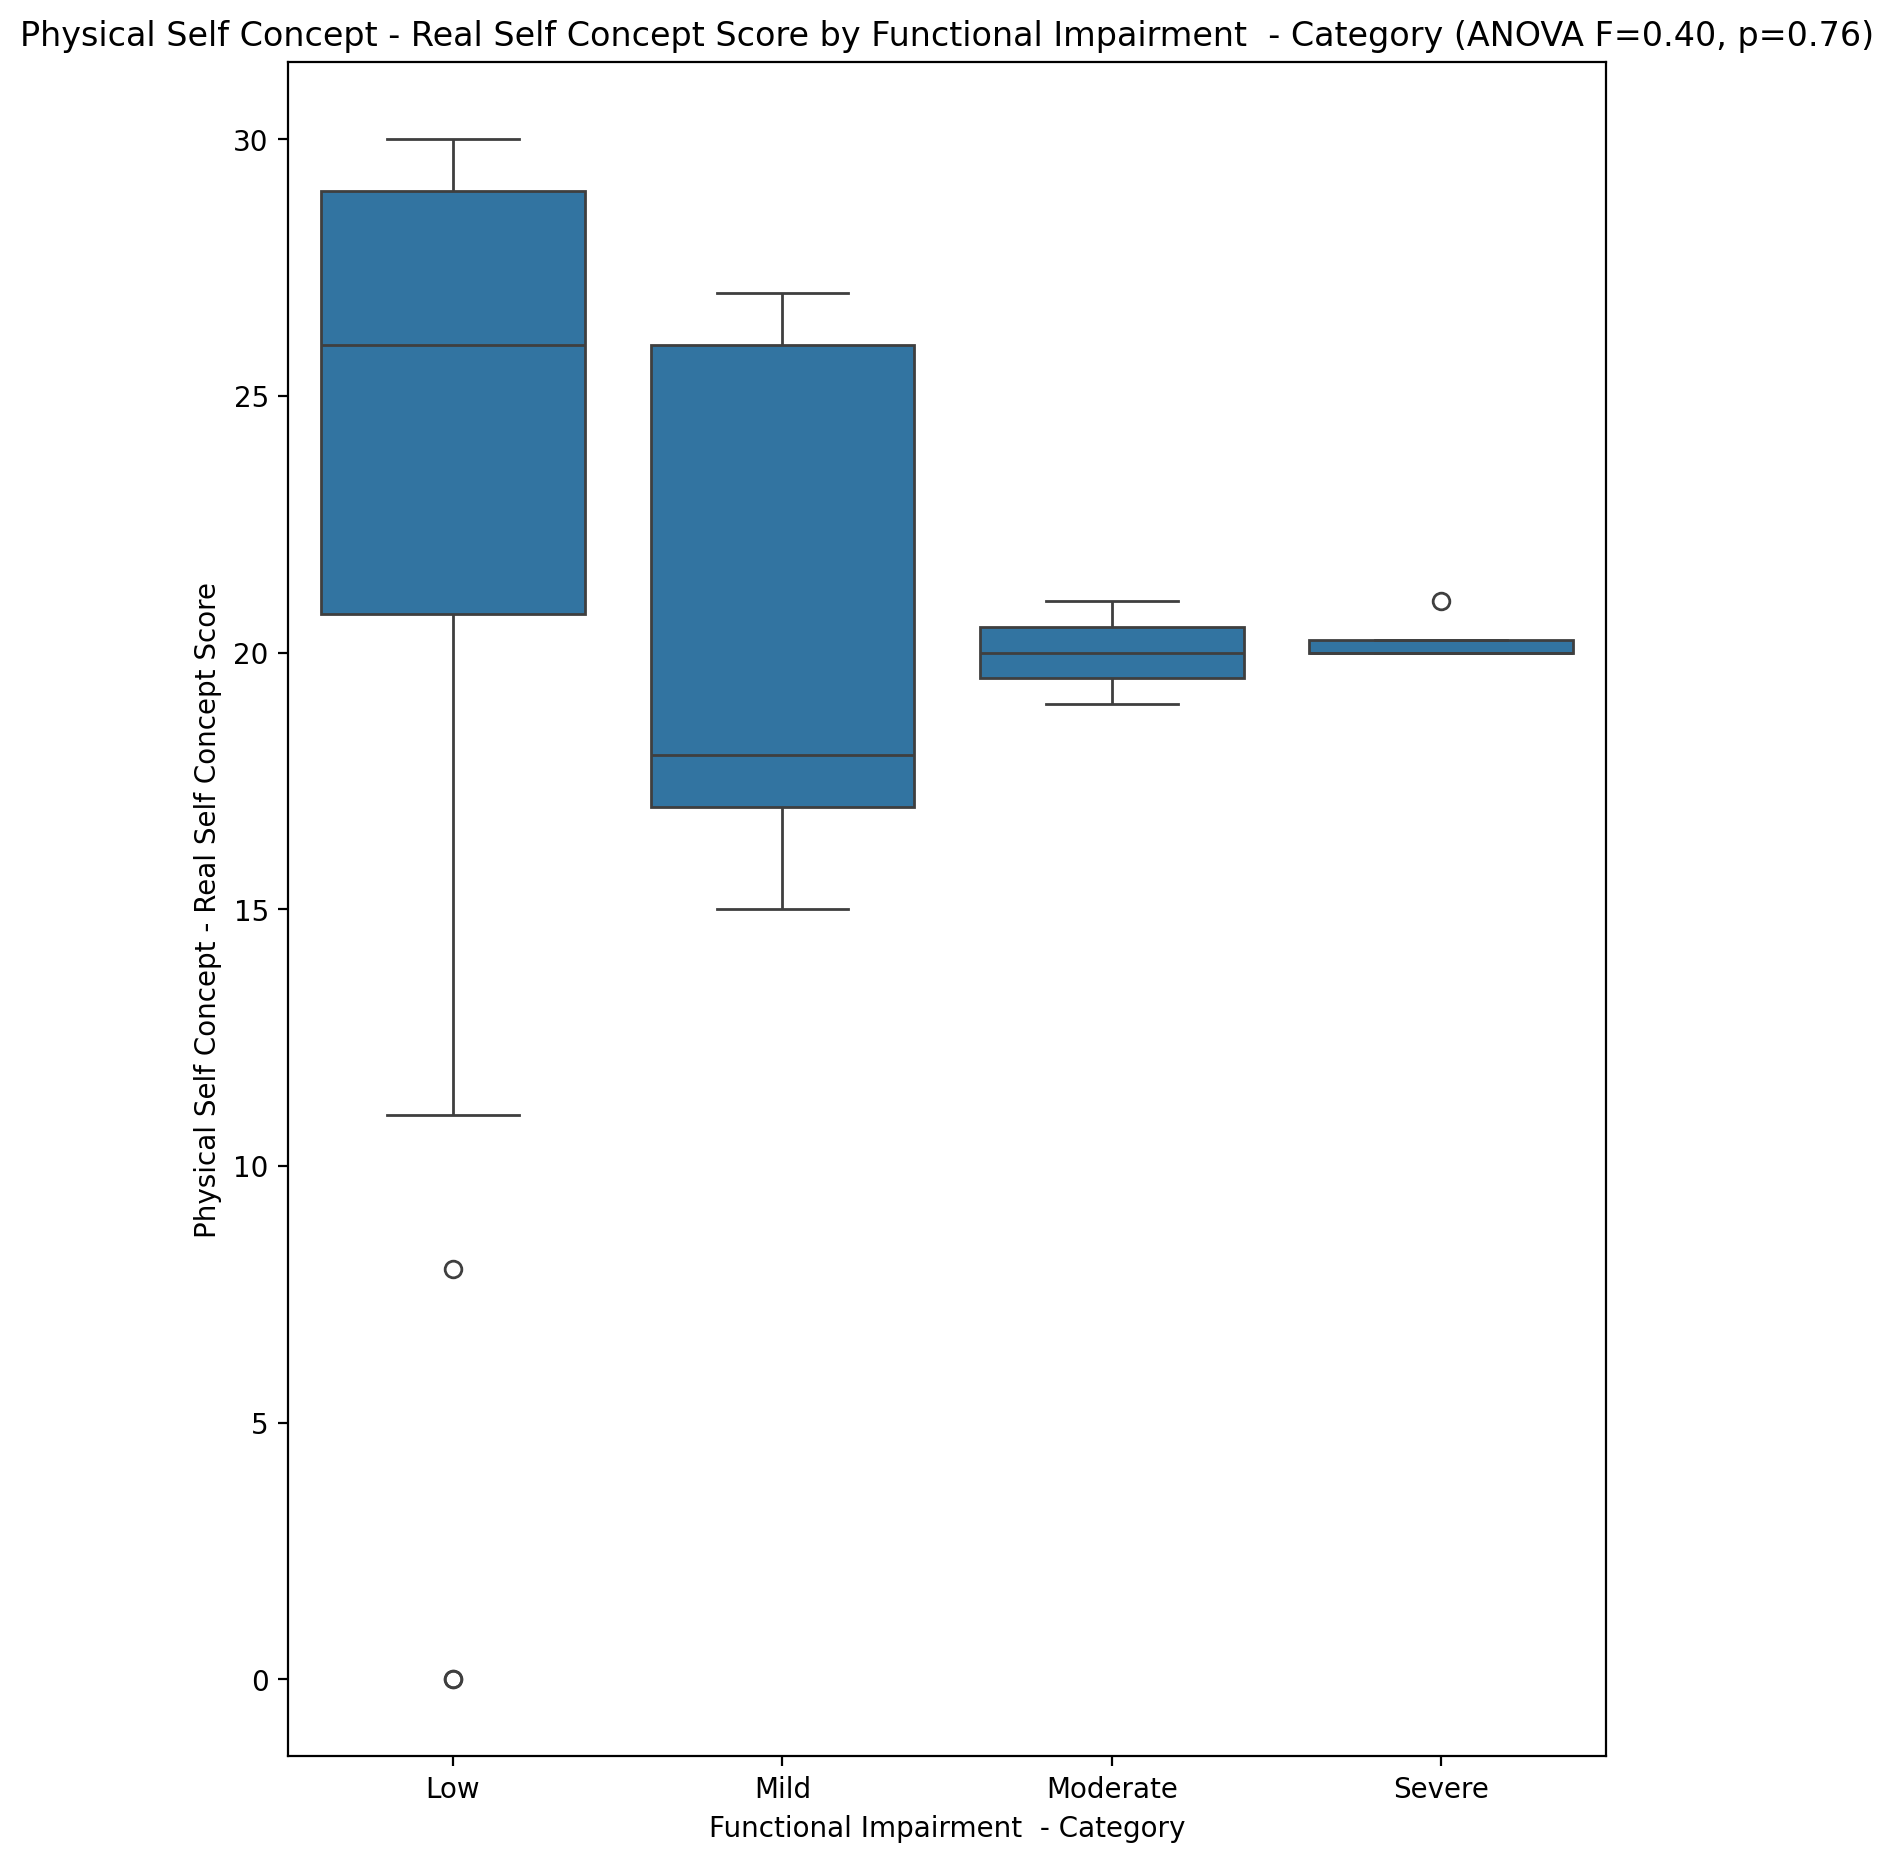 Physical Self Concept - Real Self Concept Score by Functional Impairment  - Category (ANOVA F=0.40, p=0.76)
Physical Self Concept - Real Self Concept Score
30
25
20
15
10
5
0
Low
Mild
Moderate
Severe
Functional Impairment  - Category